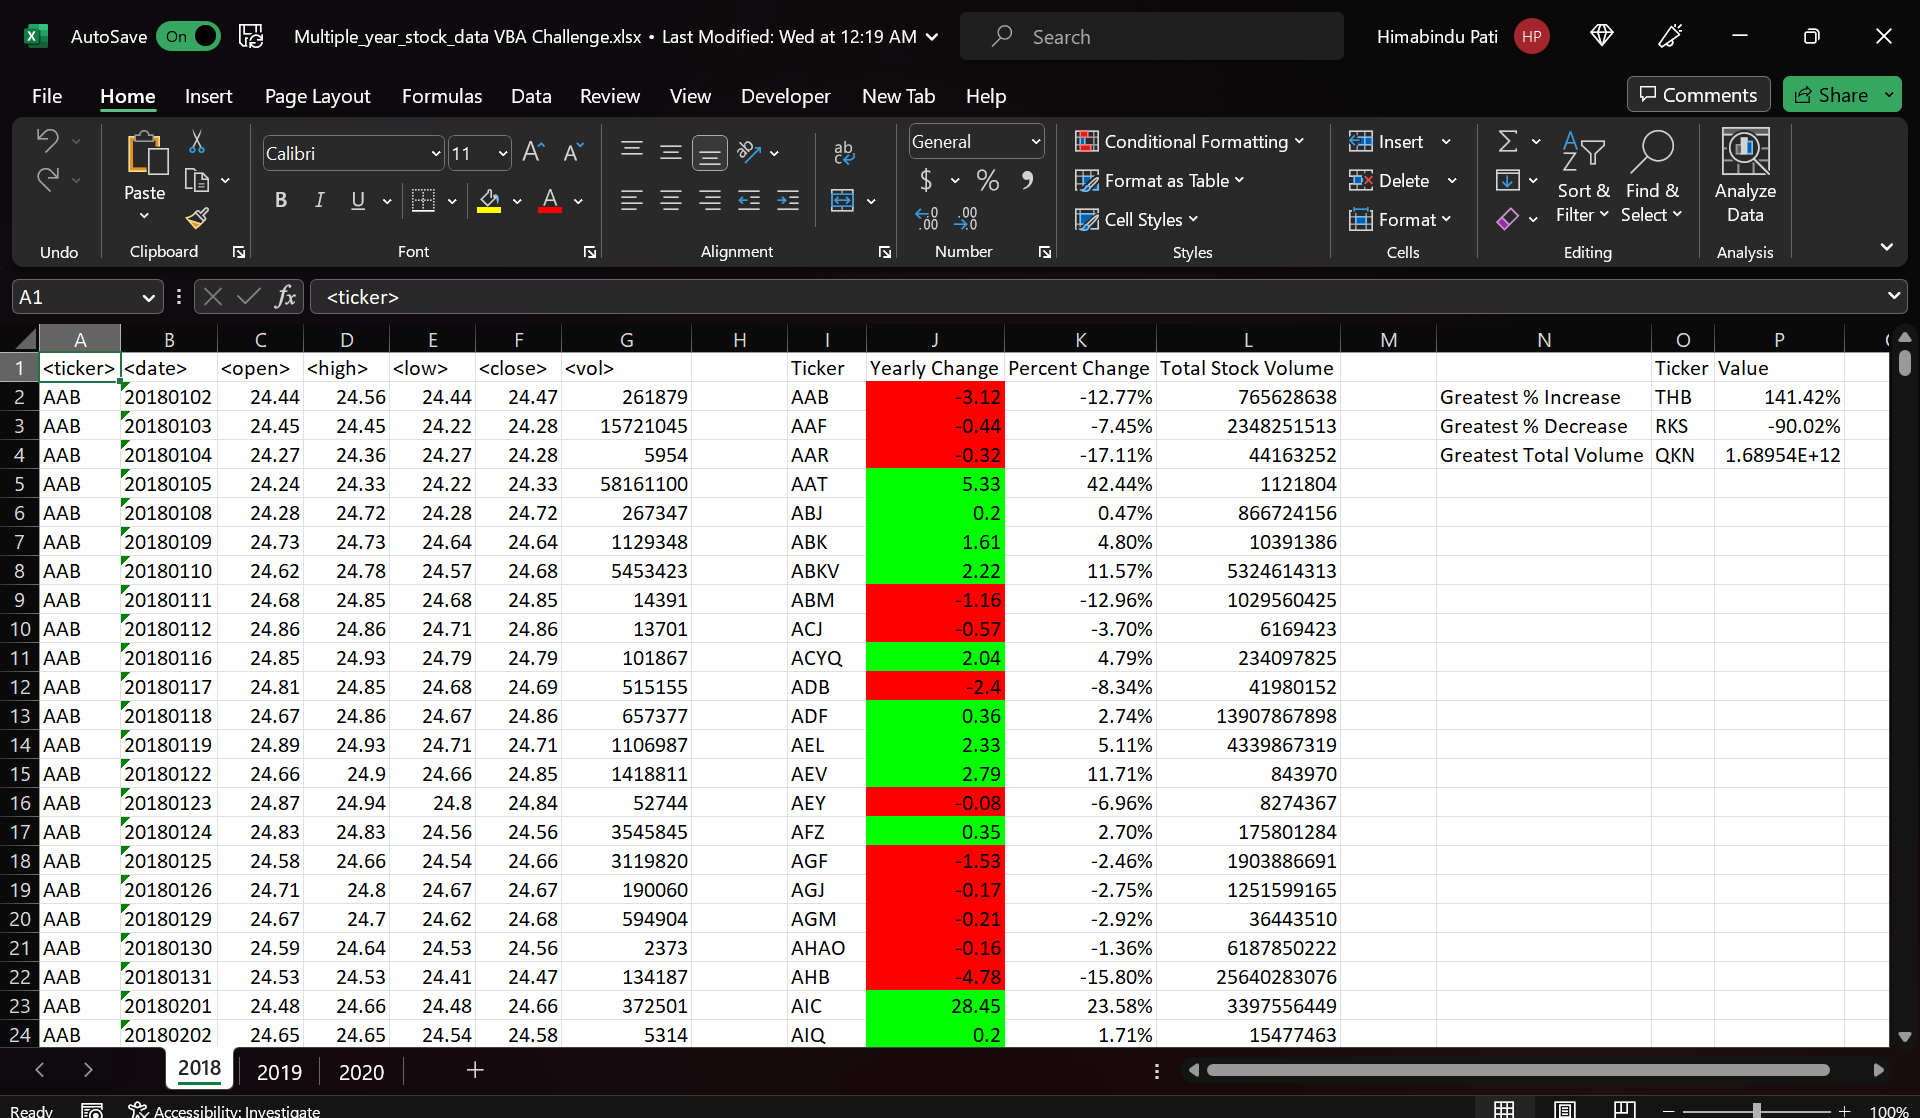 AutoSave On Multiple_year_stock_data VBA Challenge.xlsx • Last Modified: Wed at 12:19 AM Search Himabindu Pati HP
File Home Insert Page Layout Formulas Data Review View Developer New Tab Help Comments Share
Calibri 11 General Conditional Formatting Insert
Paste Format as Table Delete Sort & Filter Find & Select Analyze Data
B I U A Cell Styles Format
Undo Clipboard Font Alignment Number Styles Cells Editing Analysis
A1 fx <ticker>
A B C D E F G H I J K L M N O P
1 <ticker> <date> <open> <high> <low> <close> <vol> Ticker Yearly Change Percent Change Total Stock Volume Ticker Value
2 AAB 20180102 24.44 24.56 24.44 24.47 261879 AAB -3.12 -12.77% 765628638 Greatest % Increase THB 141.42%
3 AAB 20180103 24.45 24.45 24.22 24.28 15721045 AAF -0.44 -7.45% 2348251513 Greatest % Decrease RKS -90.02%
4 AAB 20180104 24.27 24.36 24.27 24.28 5954 AAR -0.32 -17.11% 44163252 Greatest Total Volume QKN 1.68954E+12
5 AAB 20180105 24.24 24.33 24.22 24.33 58161100 AAT 5.33 42.44% 1121804
6 AAB 20180108 24.28 24.72 24.28 24.72 267347 ABJ 0.2 0.47% 866724156
7 AAB 20180109 24.73 24.73 24.64 24.64 1129348 ABK 1.61 4.80% 10391386
8 AAB 20180110 24.62 24.78 24.57 24.68 5453423 ABKV 2.22 11.57% 5324614313
9 AAB 20180111 24.68 24.85 24.68 24.85 14391 ABM -1.16 -12.96% 1029560425
10 AAB 20180112 24.86 24.86 24.71 24.86 13701 ACJ -0.57 -3.70% 6169423
11 AAB 20180116 24.85 24.93 24.79 24.79 101867 ACYQ 2.04 4.79% 234097825
12 AAB 20180117 24.81 24.85 24.68 24.69 515155 ADB -2.4 -8.34% 41980152
13 AAB 20180118 24.67 24.86 24.67 24.86 657377 ADF 0.36 2.74% 13907867898
14 AAB 20180119 24.89 24.93 24.71 24.71 1106987 AEL 2.33 5.11% 4339867319
15 AAB 20180122 24.66 24.9 24.66 24.85 1418811 AEV 2.79 11.71% 843970
16 AAB 20180123 24.87 24.94 24.8 24.84 52744 AEY -0.08 -6.96% 8274367
17 AAB 20180124 24.83 24.83 24.56 24.56 3545845 AFZ 0.35 2.70% 175801284
18 AAB 20180125 24.58 24.66 24.54 24.66 3119820 AGF -1.53 -2.46% 1903886691
19 AAB 20180126 24.71 24.8 24.67 24.67 190060 AGJ -0.17 -2.75% 1251599165
20 AAB 20180129 24.67 24.7 24.62 24.68 594904 AGM -0.21 -2.92% 36443510
21 AAB 20180130 24.59 24.64 24.53 24.56 2373 AHAO -0.16 -1.36% 6187850222
22 AAB 20180131 24.53 24.53 24.41 24.47 134187 AHB -4.78 -15.80% 25640283076
23 AAB 20180201 24.48 24.66 24.48 24.66 372501 AIC 28.45 23.58% 3397556449
24 AAB 20180202 24.65 24.65 24.54 24.58 5314 AIQ 0.2 1.71% 15477463
2018 2019 2020
Ready Accessibility: Investigate 100%